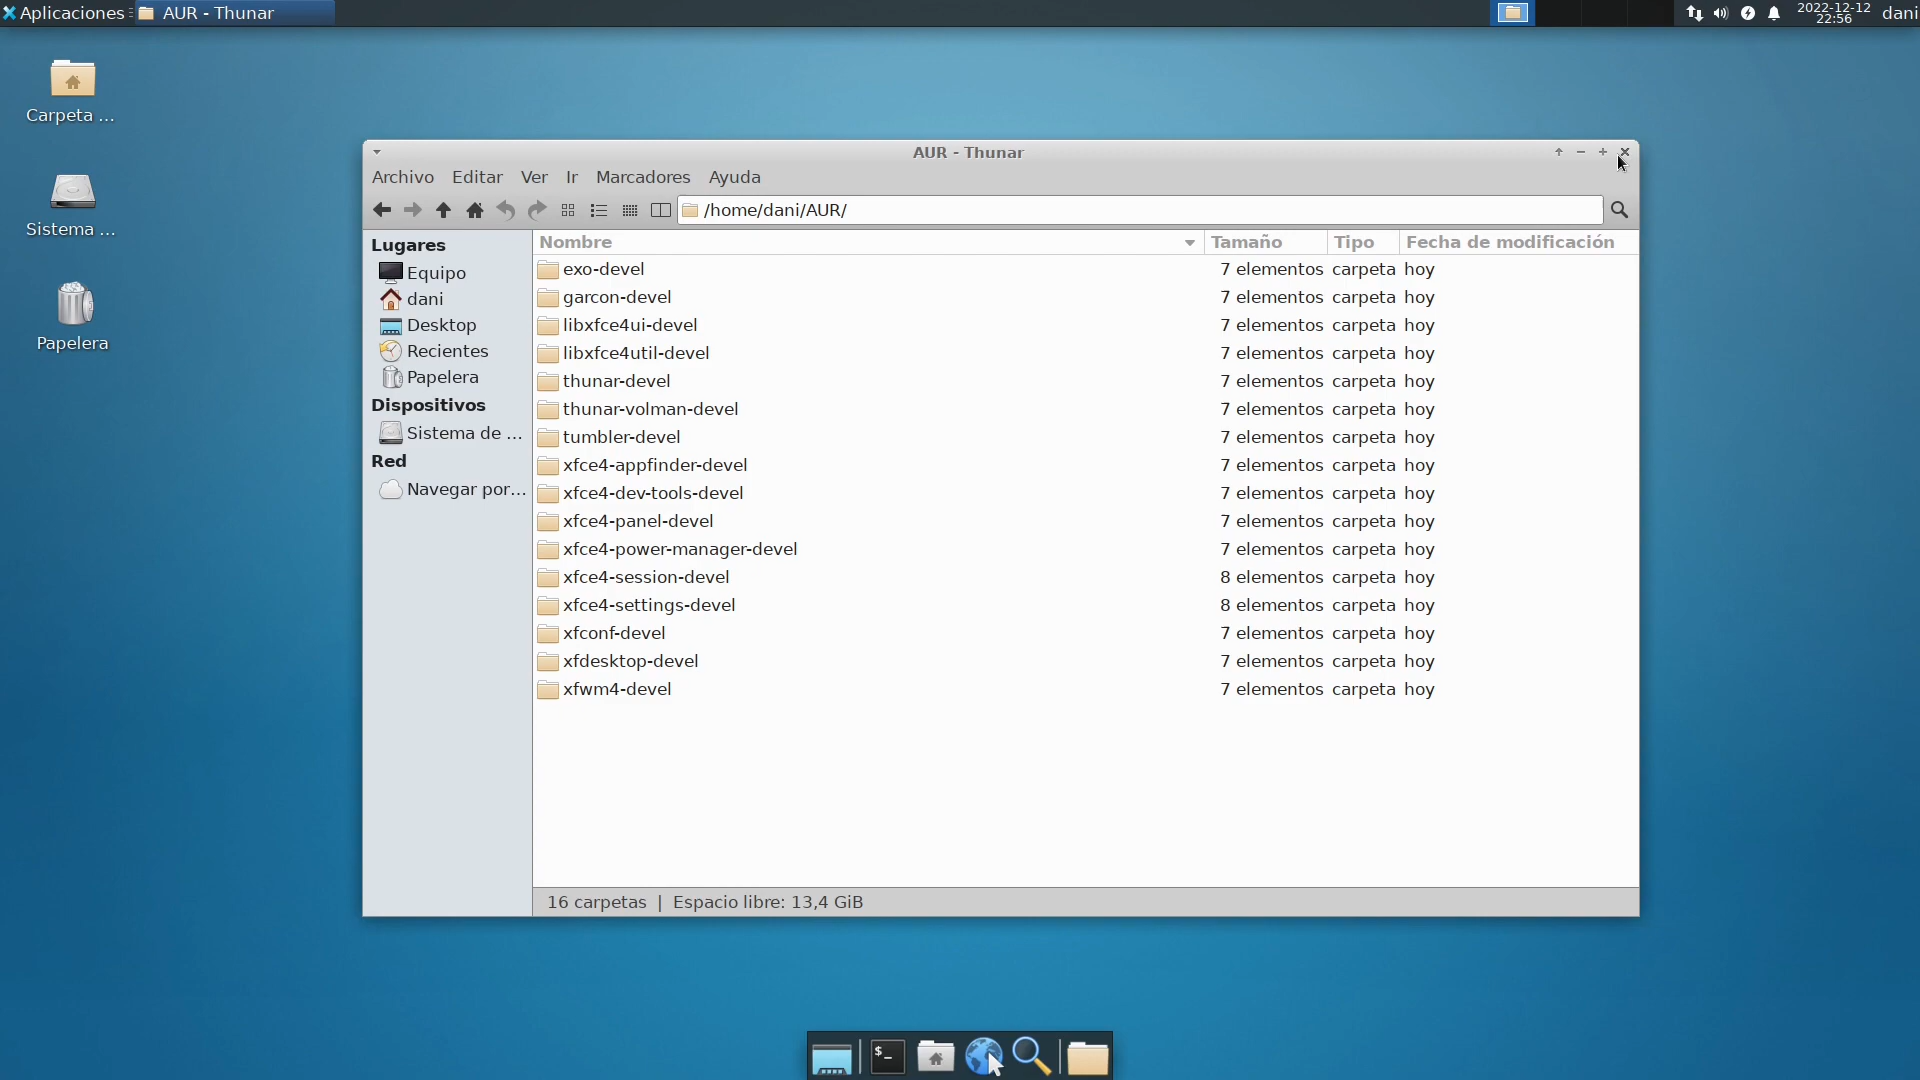 Aplicaciones AUR - Thunar 2022-12-12 dani
22:56
Carpeta ...
Sistema ...
Papelera
AUR - Thunar
Archivo Editar Ver Ir Marcadores Ayuda
/home/dani/AUR/
Lugares
Equipo
dani
Desktop
Recientes
Papelera
Dispositivos
Sistema de ...
Red
Navegar por...
Nombre Tamaño Tipo Fecha de modificación
exo-devel 7 elementos carpeta hoy
garcon-devel 7 elementos carpeta hoy
libxfce4ui-devel 7 elementos carpeta hoy
libxfce4util-devel 7 elementos carpeta hoy
thunar-devel 7 elementos carpeta hoy
thunar-volman-devel 7 elementos carpeta hoy
tumbler-devel 7 elementos carpeta hoy
xfce4-appfinder-devel 7 elementos carpeta hoy
xfce4-dev-tools-devel 7 elementos carpeta hoy
xfce4-panel-devel 7 elementos carpeta hoy
xfce4-power-manager-devel 7 elementos carpeta hoy
xfce4-session-devel 8 elementos carpeta hoy
xfce4-settings-devel 8 elementos carpeta hoy
xfconf-devel 7 elementos carpeta hoy
xfdesktop-devel 7 elementos carpeta hoy
xfwm4-devel 7 elementos carpeta hoy
16 carpetas | Espacio libre: 13,4 GiB
$_